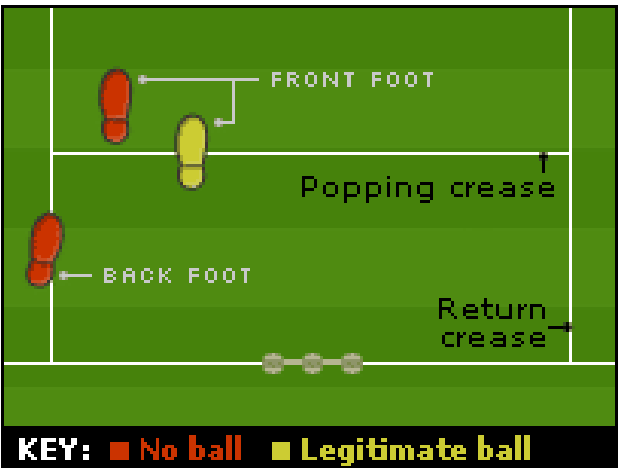 FRONT FOOT
Popping crease
BACK FOOT
Return
crease
KEY: No ball Legitimate ball